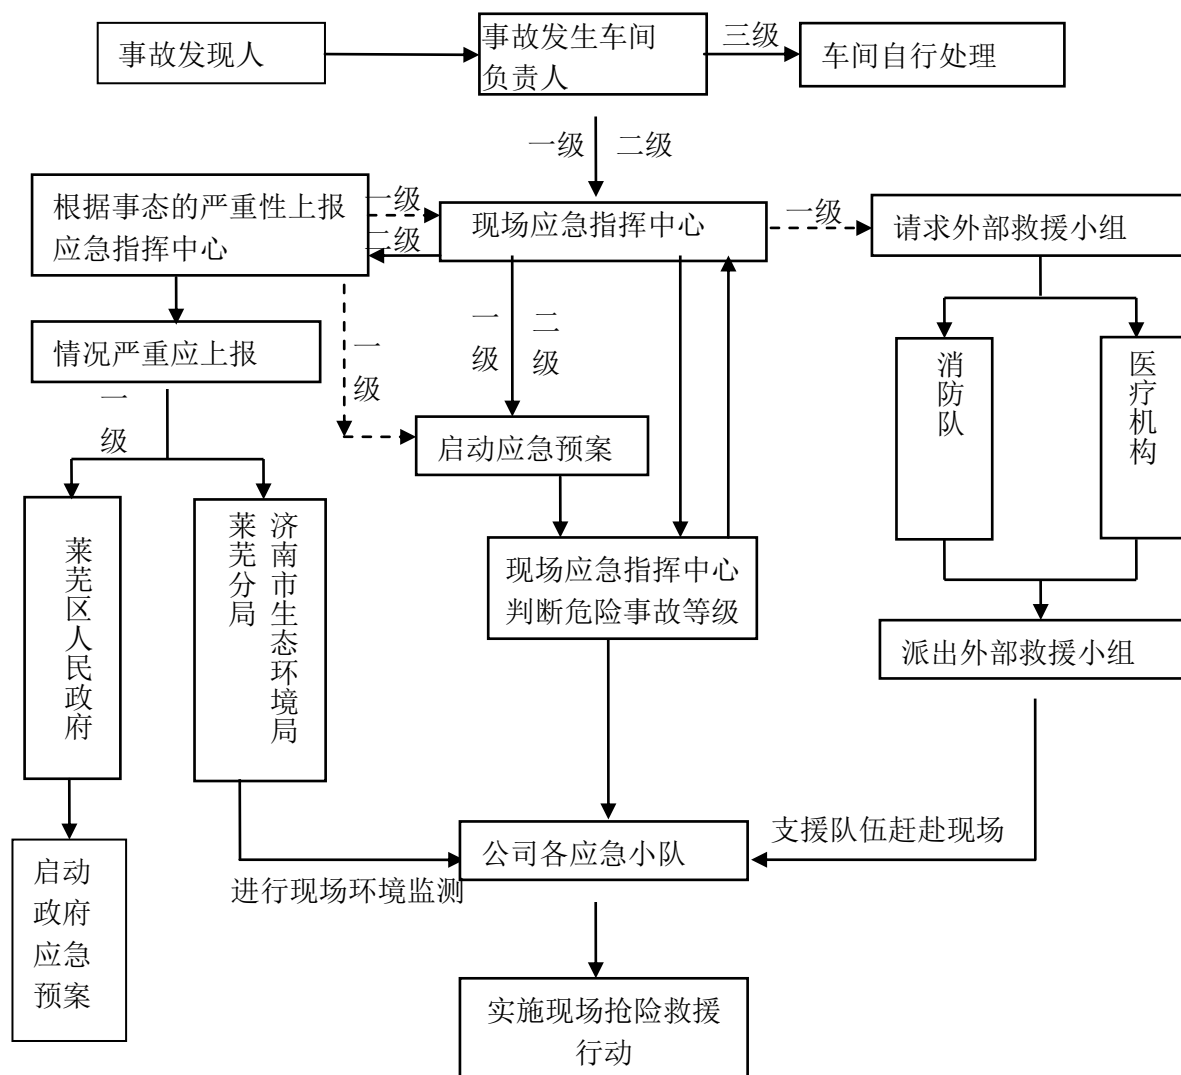 事故发现人
事故发生车间
负责人
三级
车间自行处理
一级
二级
根据事态的严重性上报
应急指挥中心
一级
二级
现场应急指挥中心
一级
请求外部救援小组
情况严重应上报
一级
一级
二级
消防队
医疗机构
一级
启动应急预案
莱芜区人民政府
济南市生态环境局
莱芜分局
现场应急指挥中心
判断危险事故等级
派出外部救援小组
启动
政府
应急
预案
进行现场环境监测
公司各应急小队
支援队伍赶赴现场
实施现场抢险救援
行动